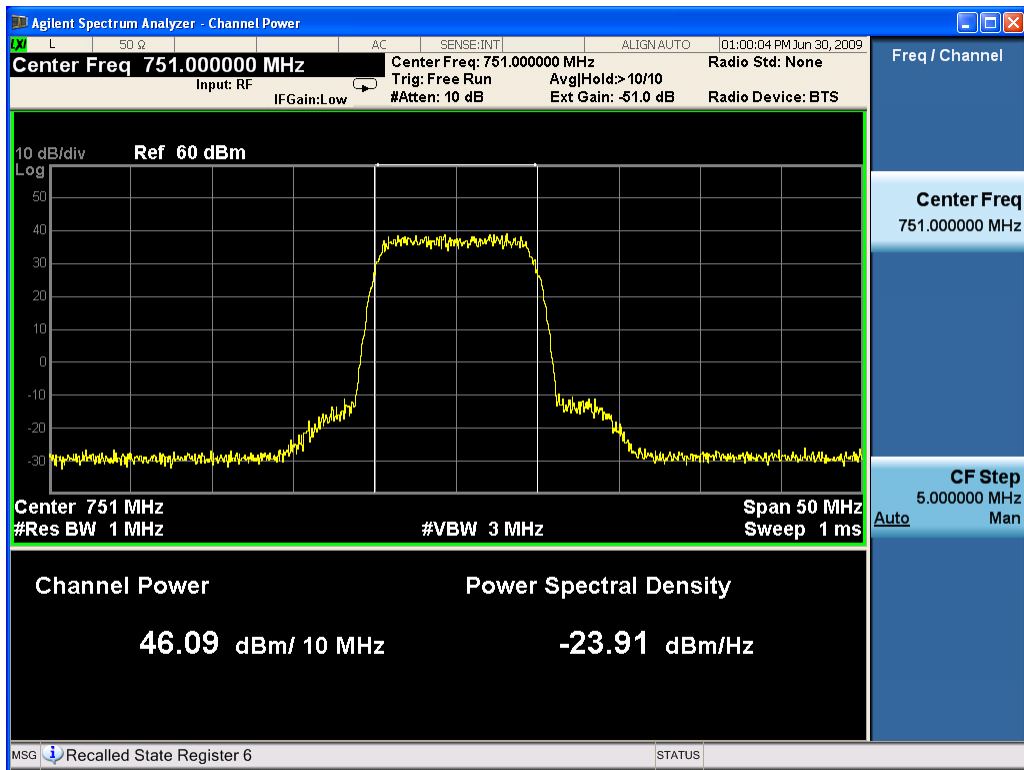 Agilent Spectrum Analyzer - Channel Power
LXI L 50 Ω AC SENSE:INT ALIGN AUTO 01:00:04 PM Jun 30, 2009
Center Freq 751.000000 MHz
Input: RF
IFGain:Low
Center Freq: 751.000000 MHz
Trig: Free Run Avg|Hold:>10/10
#Atten: 10 dB Ext Gain: -51.0 dB
Radio Std: None
Radio Device: BTS
Freq / Channel
10 dB/div Ref 60 dBm
Log
50
40
30
20
10
0
-10
-20
-30
Center 751 MHz Span 50 MHz
#Res BW 1 MHz #VBW 3 MHz Sweep 1 ms
Center Freq
751.000000 MHz
CF Step
5.000000 MHz
Auto Man
Channel Power Power Spectral Density
46.09 dBm/ 10 MHz -23.91 dBm/Hz
MSG Recalled State Register 6 STATUS